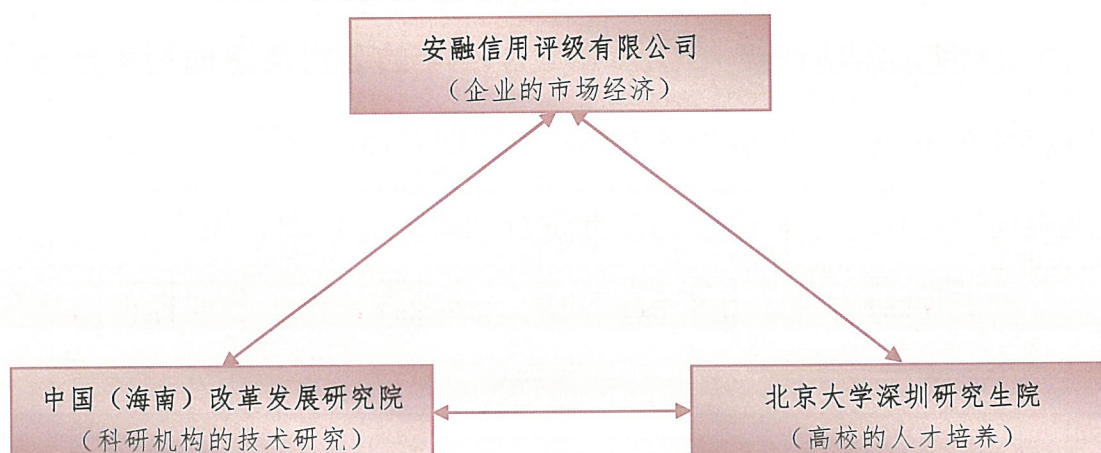 安融信用评级有限公司
（企业的市场经济）
中国（海南）改革发展研究院
（科研机构的技术研究）
北京大学深圳研究生院
（高校的人才培养）